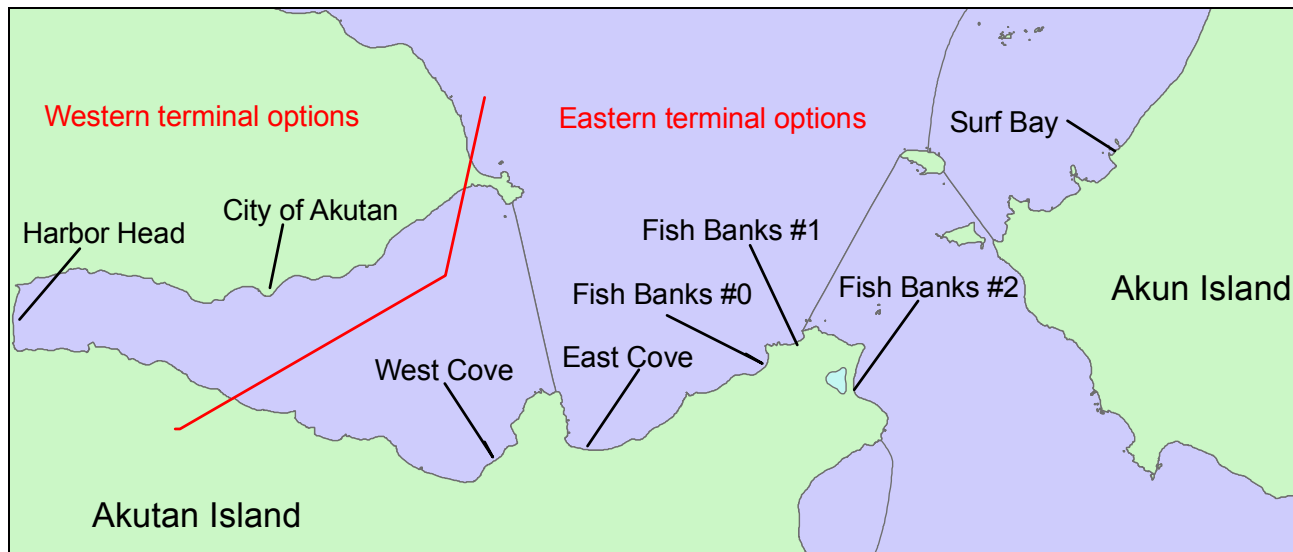 Western terminal options
Eastern terminal options
Surf Bay
City of Akutan
Harbor Head
Fish Banks #1
Fish Banks #0
Fish Banks #2
Akun Island
West Cove
East Cove
Akutan Island